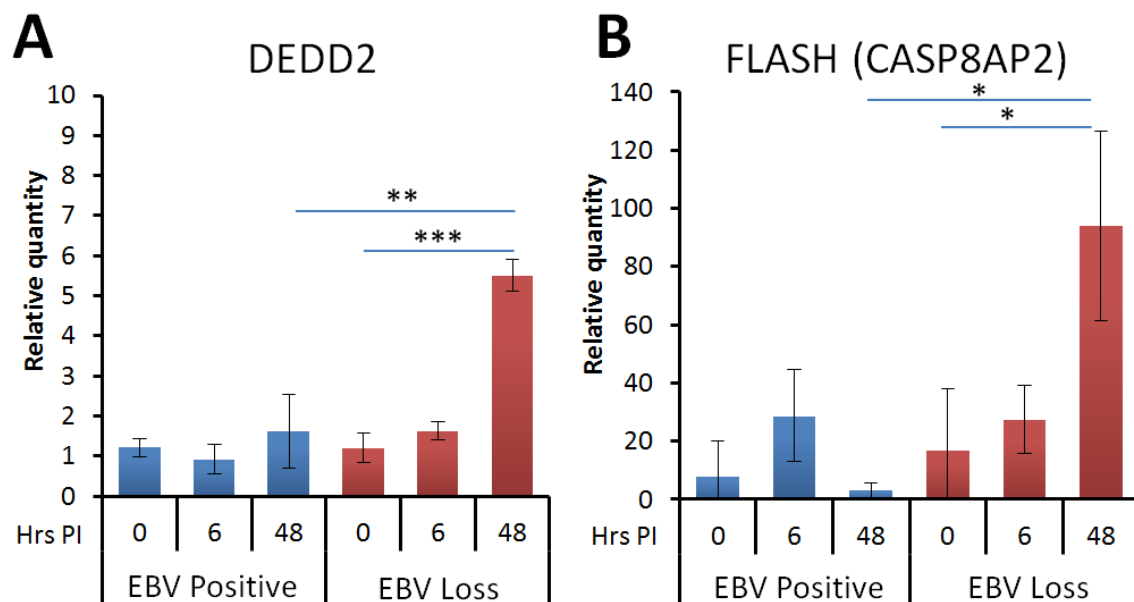 A
DEDD2
10
9
8
7
6
5
4
3
2
1
0
Relative quantity
**
***
Hrs PI 0 6 48 0 6 48
EBV Positive EBV Loss
B
FLASH (CASP8AP2)
140
120
100
80
60
40
20
0
Relative quantity
*
*
Hrs PI 0 6 48 0 6 48
EBV Positive EBV Loss